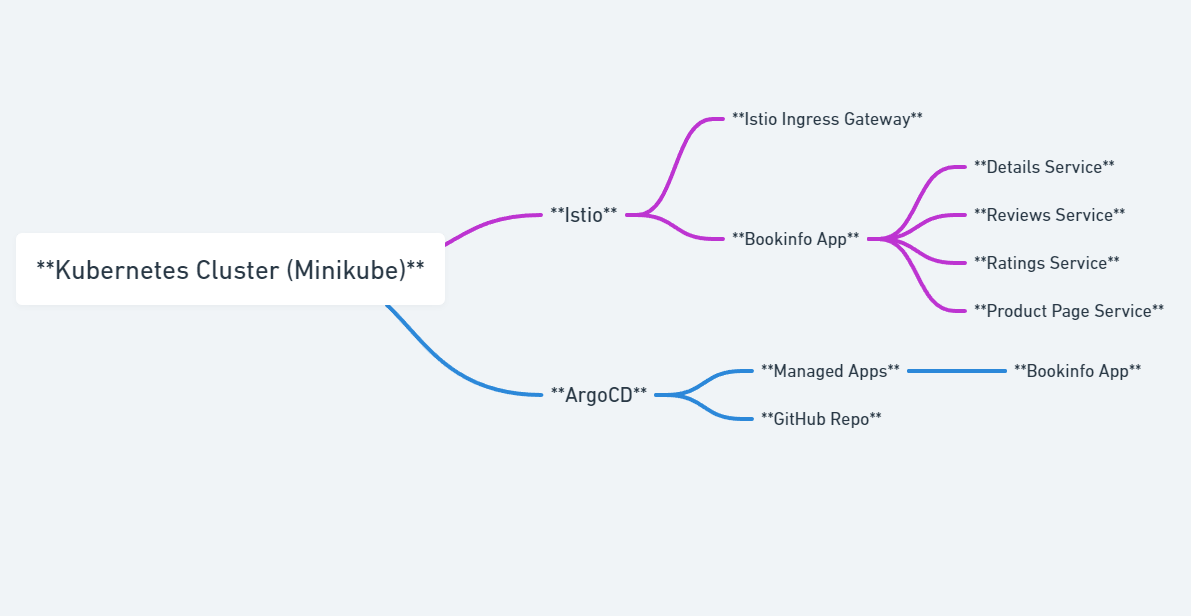 **Kubernetes Cluster (Minikube)**
**Istio**
**Istio Ingress Gateway**
**Bookinfo App**
**Details Service**
**Reviews Service**
**Ratings Service**
**Product Page Service**
**ArgoCD**
**Managed Apps**
**Bookinfo App**
**GitHub Repo**